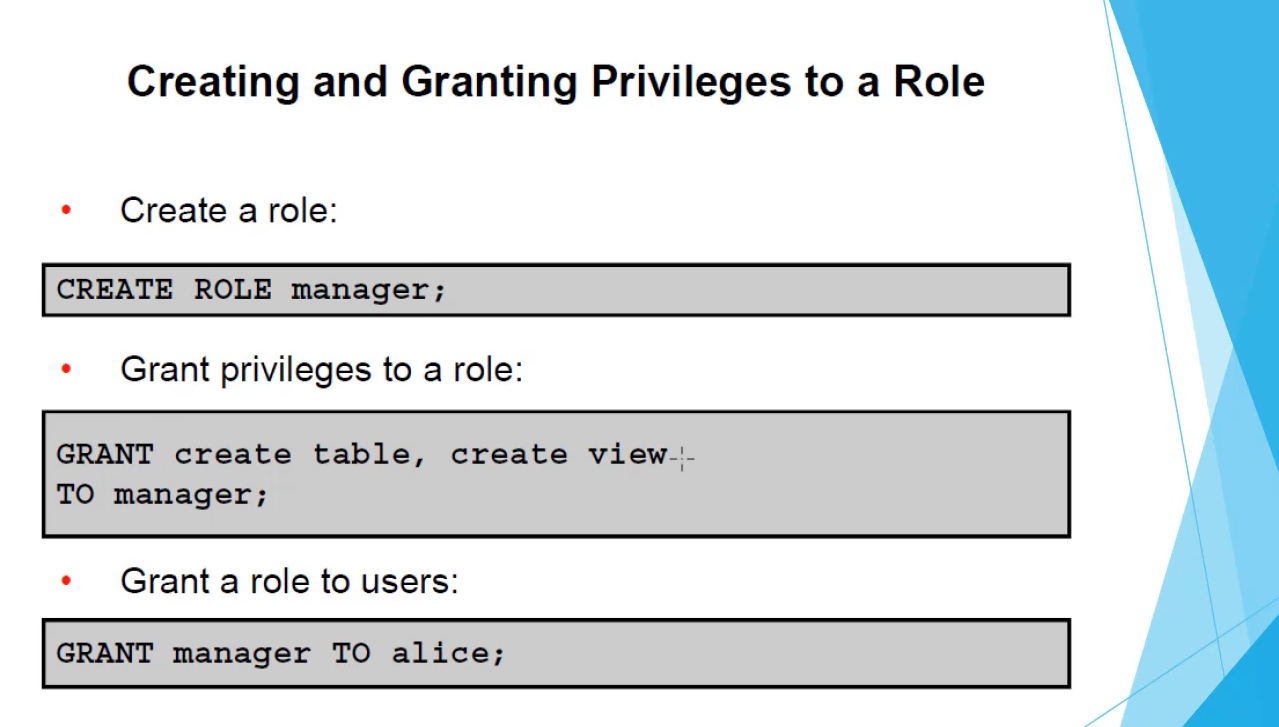 Creating and Granting Privileges to a Role
• Create a role:
CREATE ROLE manager;
• Grant privileges to a role:
GRANT create table, create view
TO manager;
• Grant a role to users:
GRANT manager TO alice;